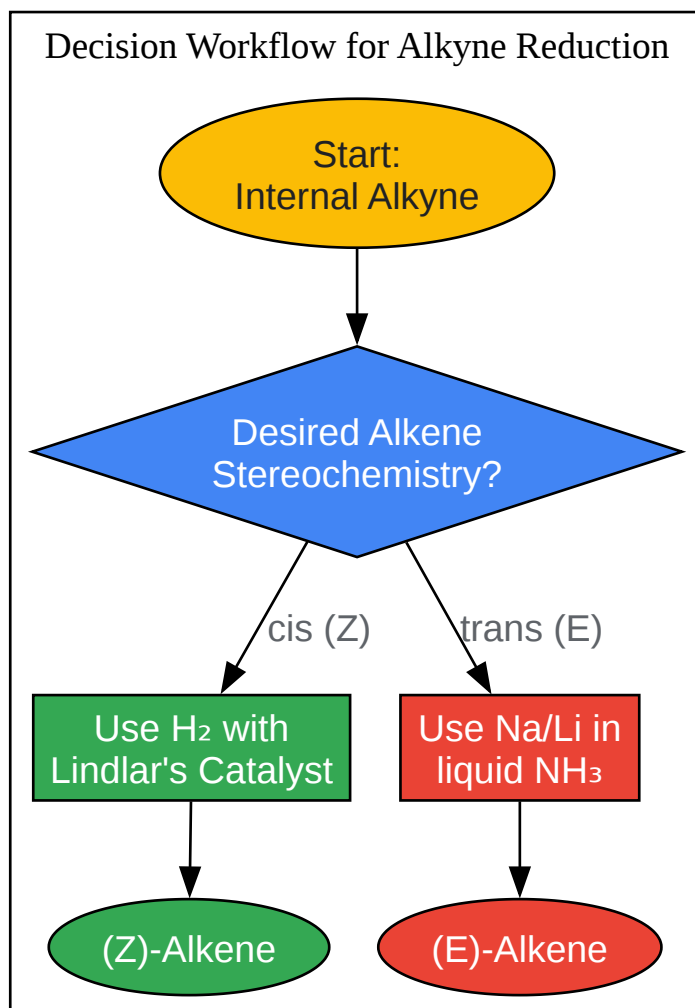 Decision Workflow for Alkyne Reduction
Start:
Internal Alkyne
Desired Alkene
Stereochemistry?
cis (Z)
trans (E)
Use H₂ with
Lindlar's Catalyst
Use Na/Li in
liquid NH₃
(Z)-Alkene
(E)-Alkene